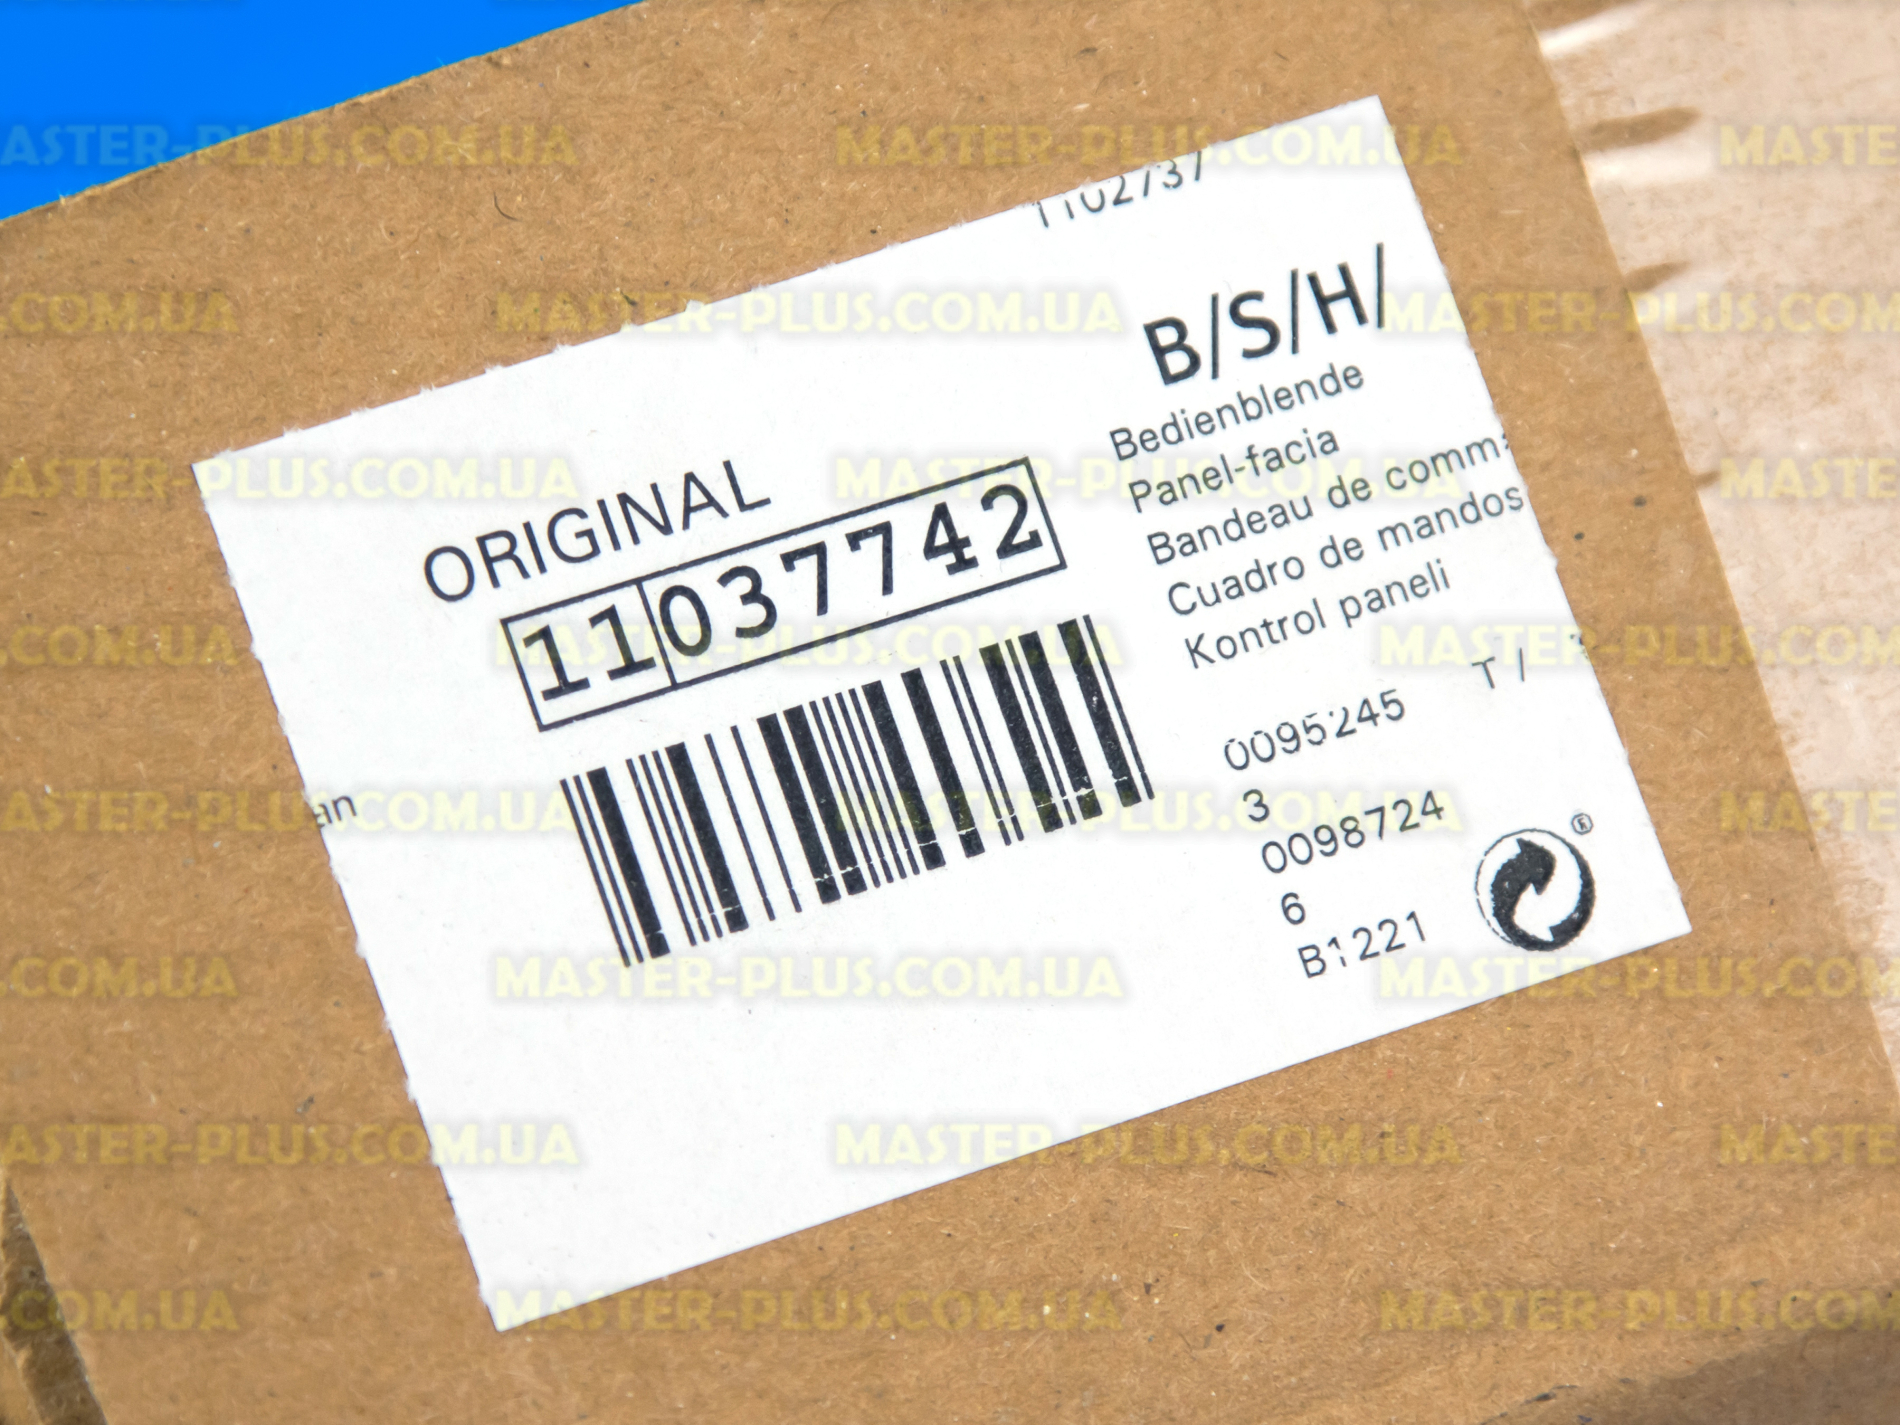 1102737
B/S/H/
Bedienblende
Panel-facia
Bandeau de comm
Cuadro de mandos
Kontrol paneli
ORIGINAL
11037742
T /
0095245
3
0098724
6
B1221
®
an
MASTER-PLUS.COM.UA